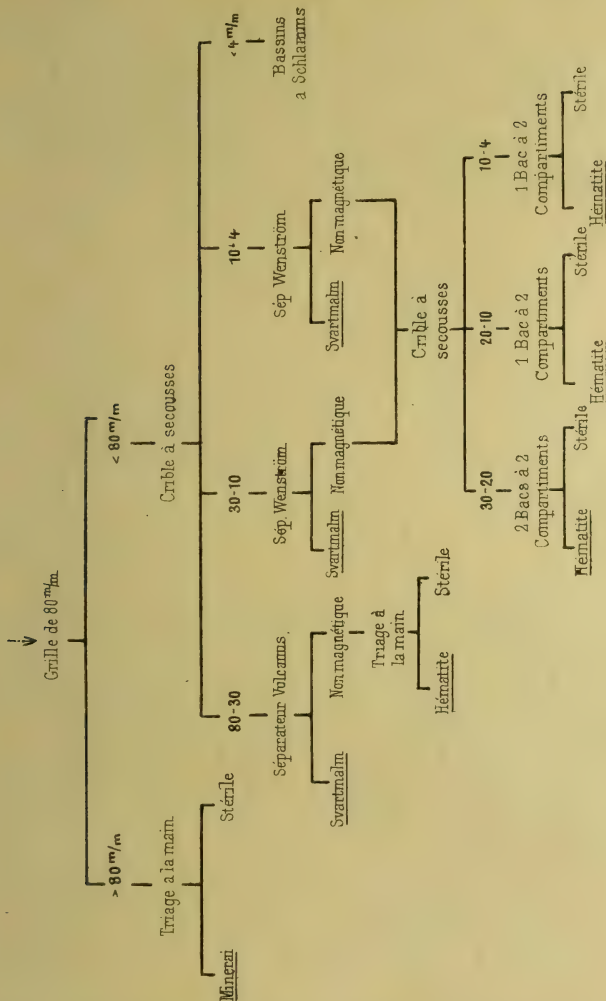 Grille de 80 m/m
> 80 m/m
< 80 m/m
Triage a la main.
Crible à secousses
Minerai
Stérile
80-30
30-10
10-4
< 4 m/m
Séparateur Volcanus.
Sép. Wenström.
Sép Wenström.
Bassins
a Schlamms
Svartmalm
Non magnétique
Svartmalm
Non magnétique
Svartmalm
Non magnétique
Triage à
la main.
Crible à
secousses
Hématite
Stérile
30-20
20-10
10-4
2 Bacs à 2
Compartiments
1 Bac à 2
Compartiments
1 Bac à 2
Compartiments
Hématite
Stérile
Hématite
Stérile
Hématite
Stérile